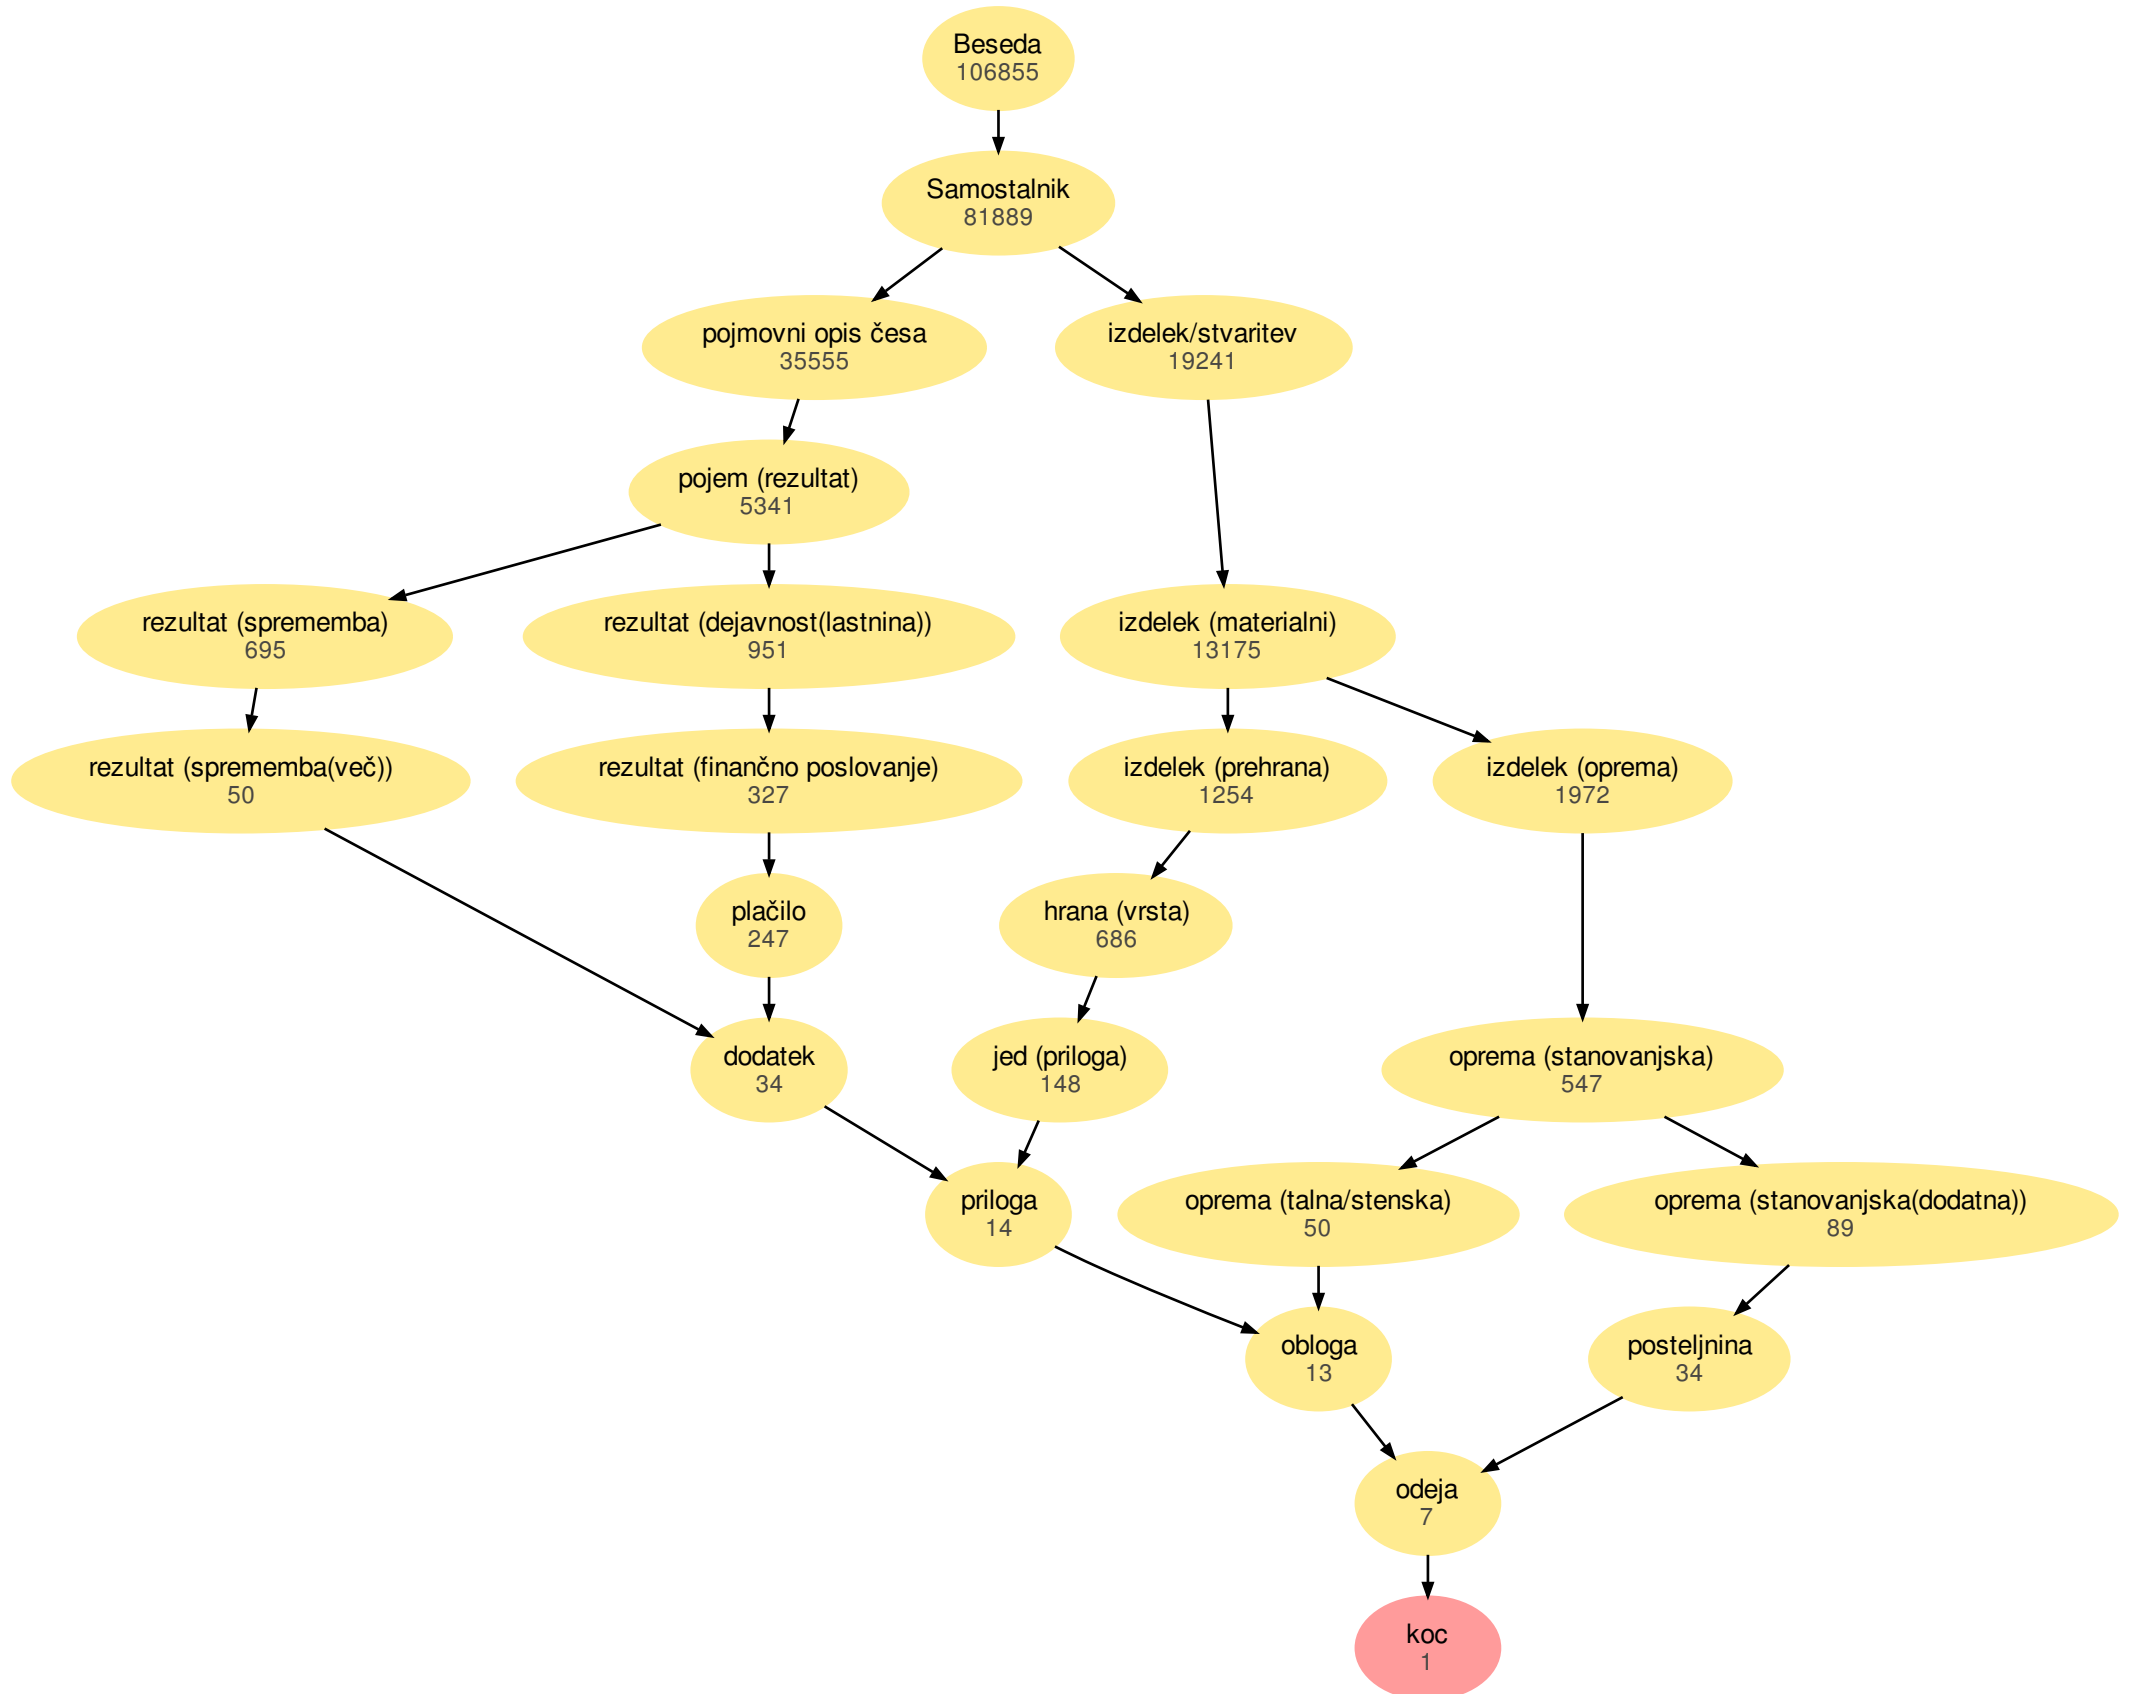 Beseda
106855
Samostalnik
81889
pojmovni opis česa
35555
izdelek/stvaritev
19241
pojem (rezultat)
5341
rezultat (sprememba)
695
rezultat (dejavnost(lastnina))
951
izdelek (materialni)
13175
rezultat (sprememba(več))
50
rezultat (finančno poslovanje)
327
izdelek (prehrana)
1254
izdelek (oprema)
1972
plačilo
247
hrana (vrsta)
686
dodatek
34
jed (priloga)
148
oprema (stanovanjska)
547
priloga
14
oprema (talna/stenska)
50
oprema (stanovanjska(dodatna))
89
obloga
13
posteljnina
34
odeja
7
koc
1